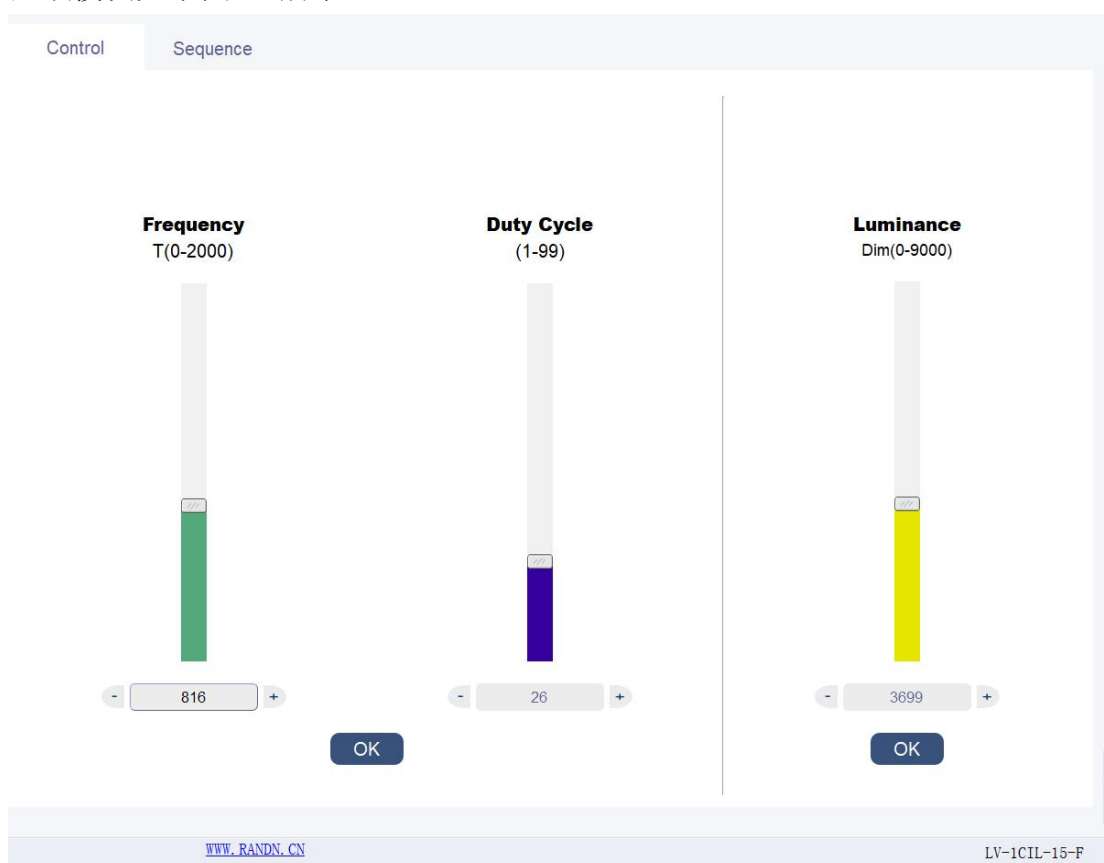 Control
Sequence
Frequency
T(0-2000)
Duty Cycle
(1-99)
Luminance
Dim(0-9000)
- 816 +
- 26 +
- 3699 +
OK
OK
WWW.RANDN.CN
LV-1CIL-15-F